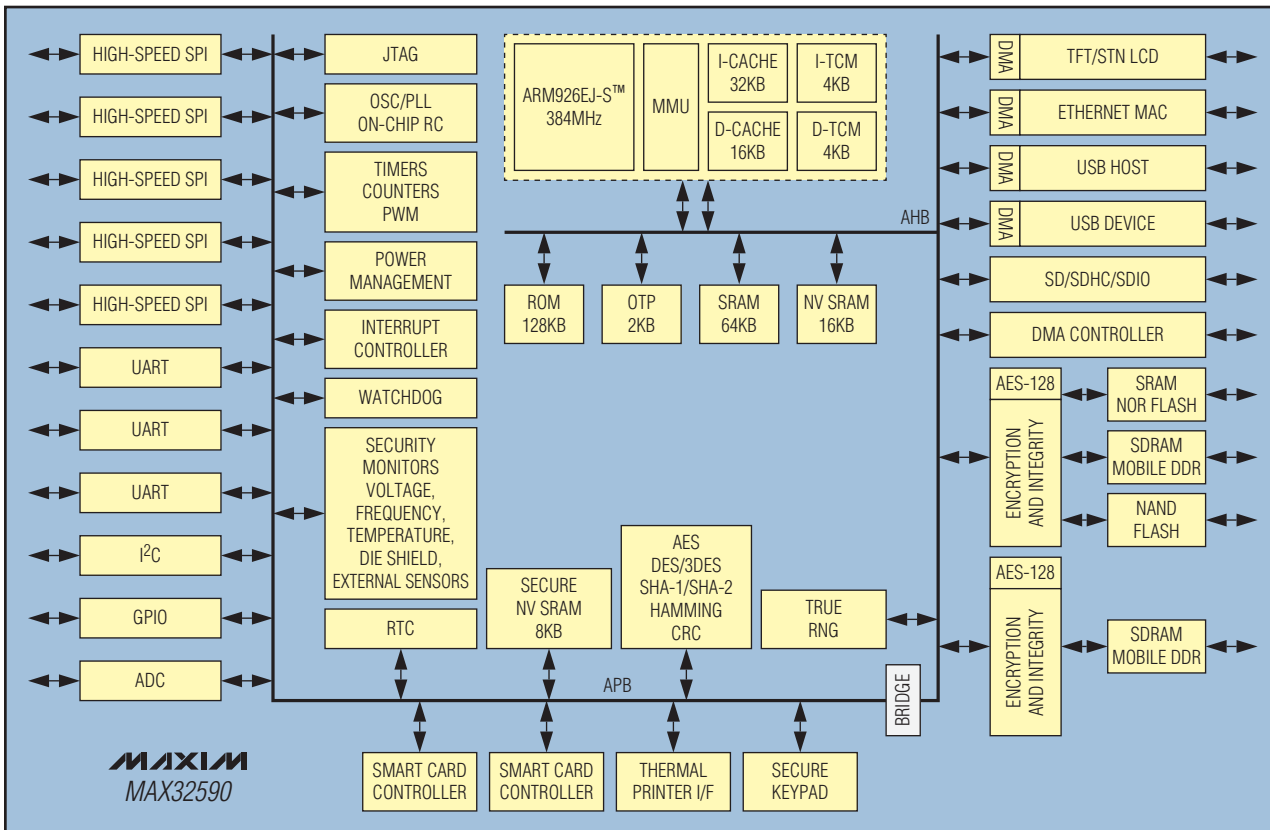 HIGH-SPEED SPI
HIGH-SPEED SPI
HIGH-SPEED SPI
HIGH-SPEED SPI
HIGH-SPEED SPI
UART
UART
UART
I²C
GPIO
ADC
JTAG
OSC/PLL
ON-CHIP RC
TIMERS
COUNTERS
PWM
POWER
MANAGEMENT
INTERRUPT
CONTROLLER
WATCHDOG
SECURITY
MONITORS
VOLTAGE,
FREQUENCY,
TEMPERATURE,
DIE SHIELD,
EXTERNAL SENSORS
RTC
ARM926EJ-S™
384MHz
MMU
I-CACHE
32KB
I-TCM
4KB
D-CACHE
16KB
D-TCM
4KB
AHB
ROM
128KB
OTP
2KB
SRAM
64KB
NV SRAM
16KB
SECURE
NV SRAM
8KB
AES
DES/3DES
SHA-1/SHA-2
HAMMING
CRC
TRUE
RNG
APB
BRIDGE
SMART CARD
CONTROLLER
SMART CARD
CONTROLLER
THERMAL
PRINTER I/F
SECURE
KEYPAD
DMA
TFT/STN LCD
DMA
ETHERNET MAC
DMA
USB HOST
DMA
USB DEVICE
SD/SDHC/SDIO
DMA CONTROLLER
AES-128
ENCRYPTION
AND INTEGRITY
SRAM
NOR FLASH
SDRAM
MOBILE DDR
NAND
FLASH
AES-128
ENCRYPTION
AND INTEGRITY
SDRAM
MOBILE DDR
MAXIM
MAX32590